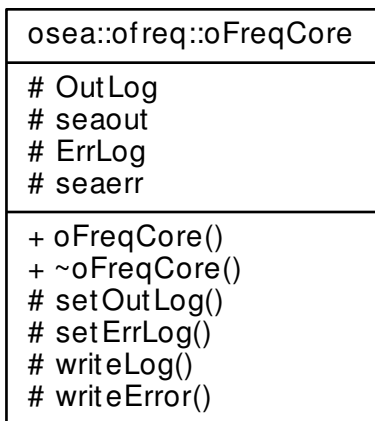 osea::ofreq::oFreqCore
# OutLog
# seaout
# ErrLog
# seaerr
+ oFreqCore()
+ ~oFreqCore()
# setOutLog()
# setErrLog()
# writeLog()
# writeError()